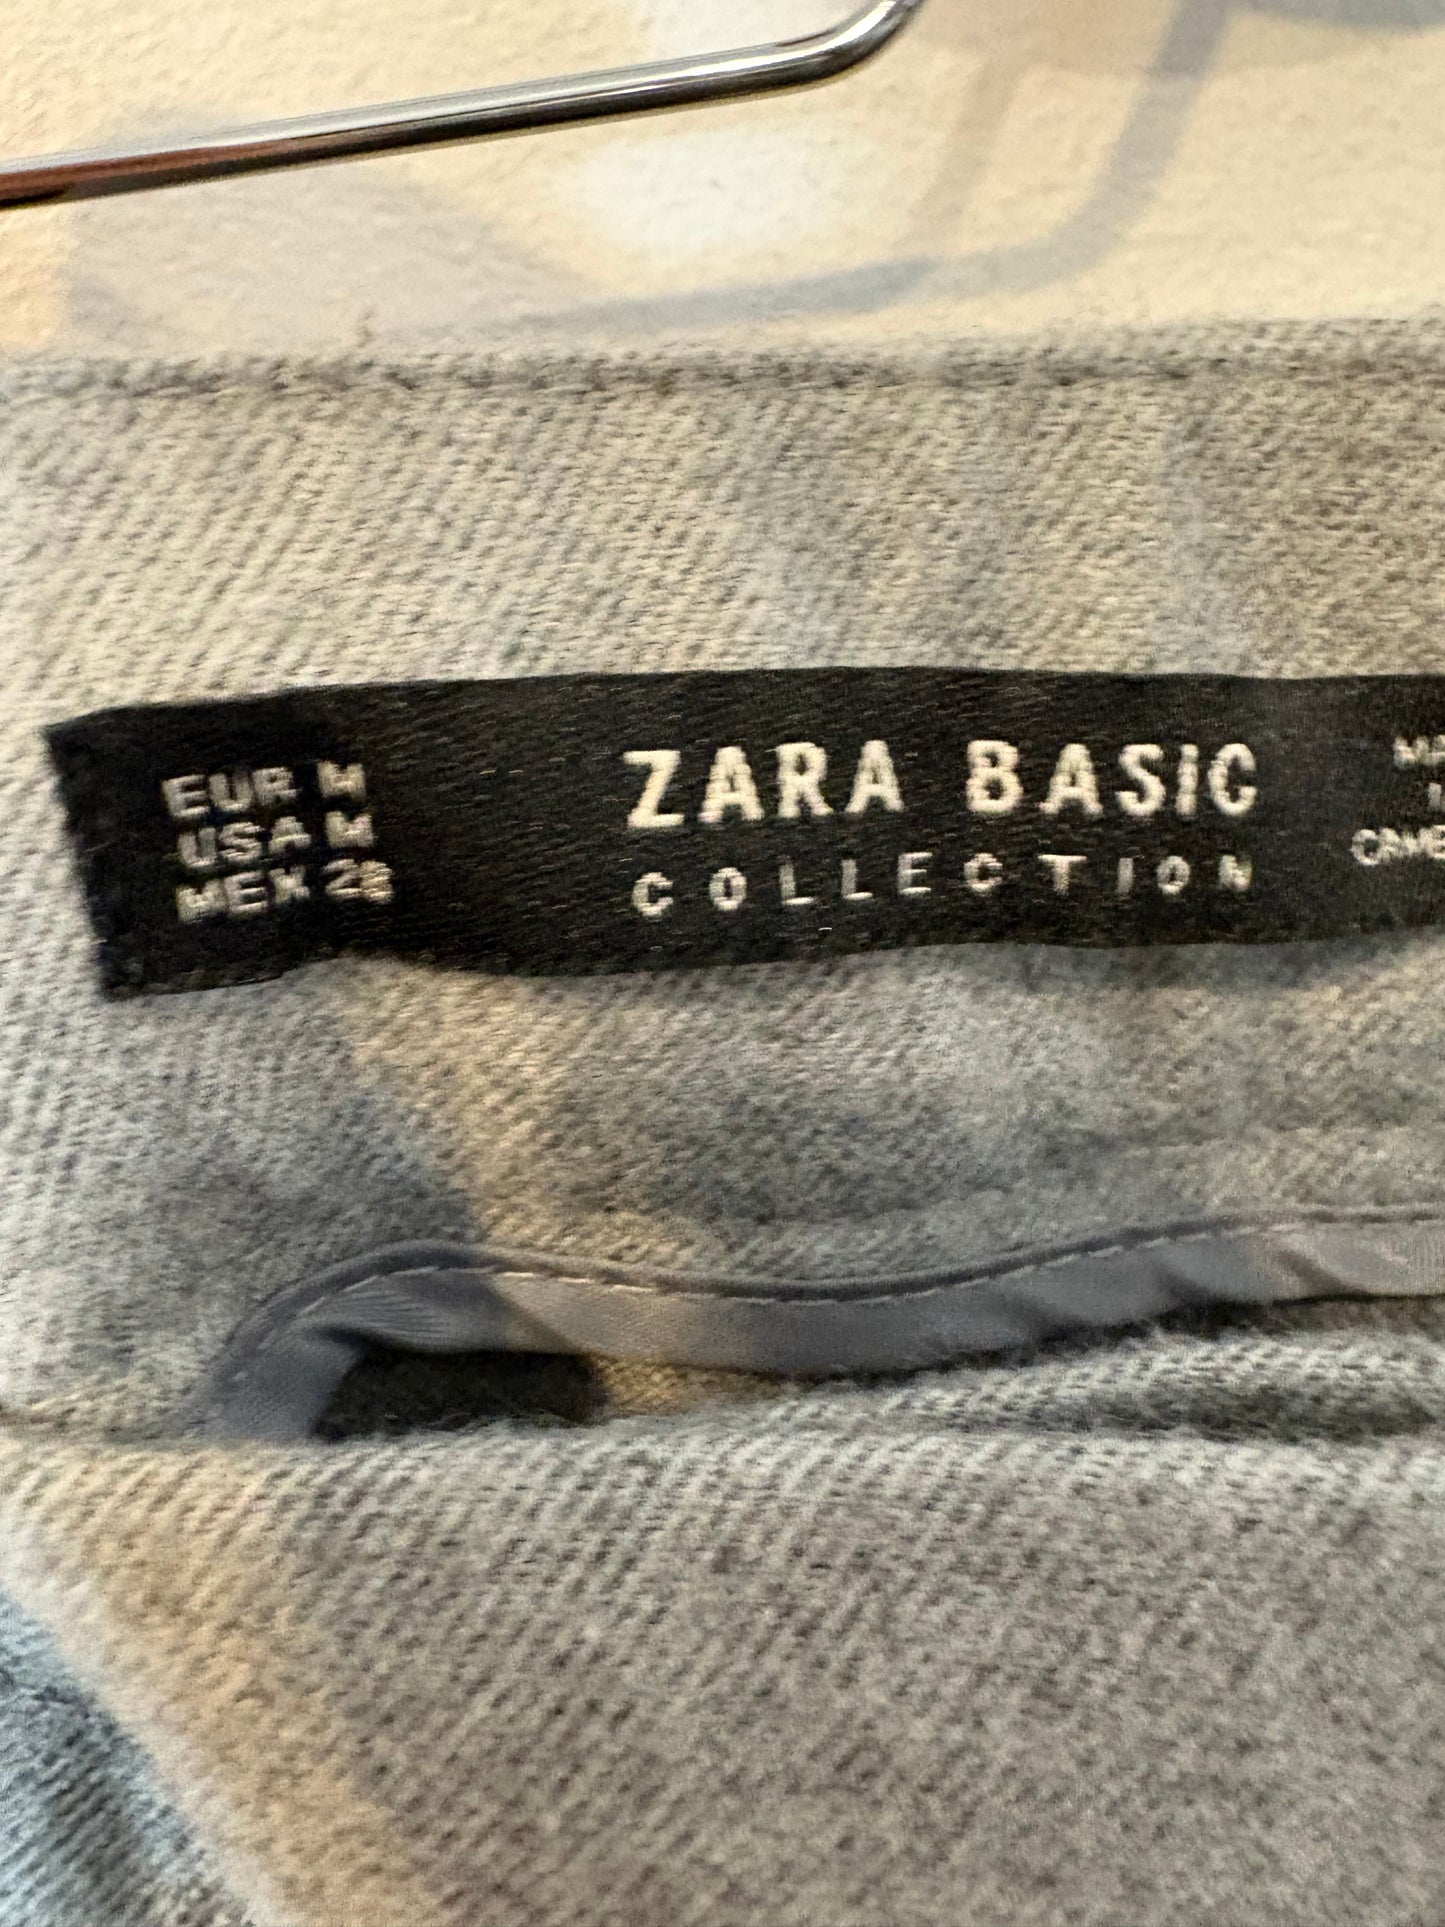 EUR M
USA M
MEX 28
ZARA BASIC
COLLECTION